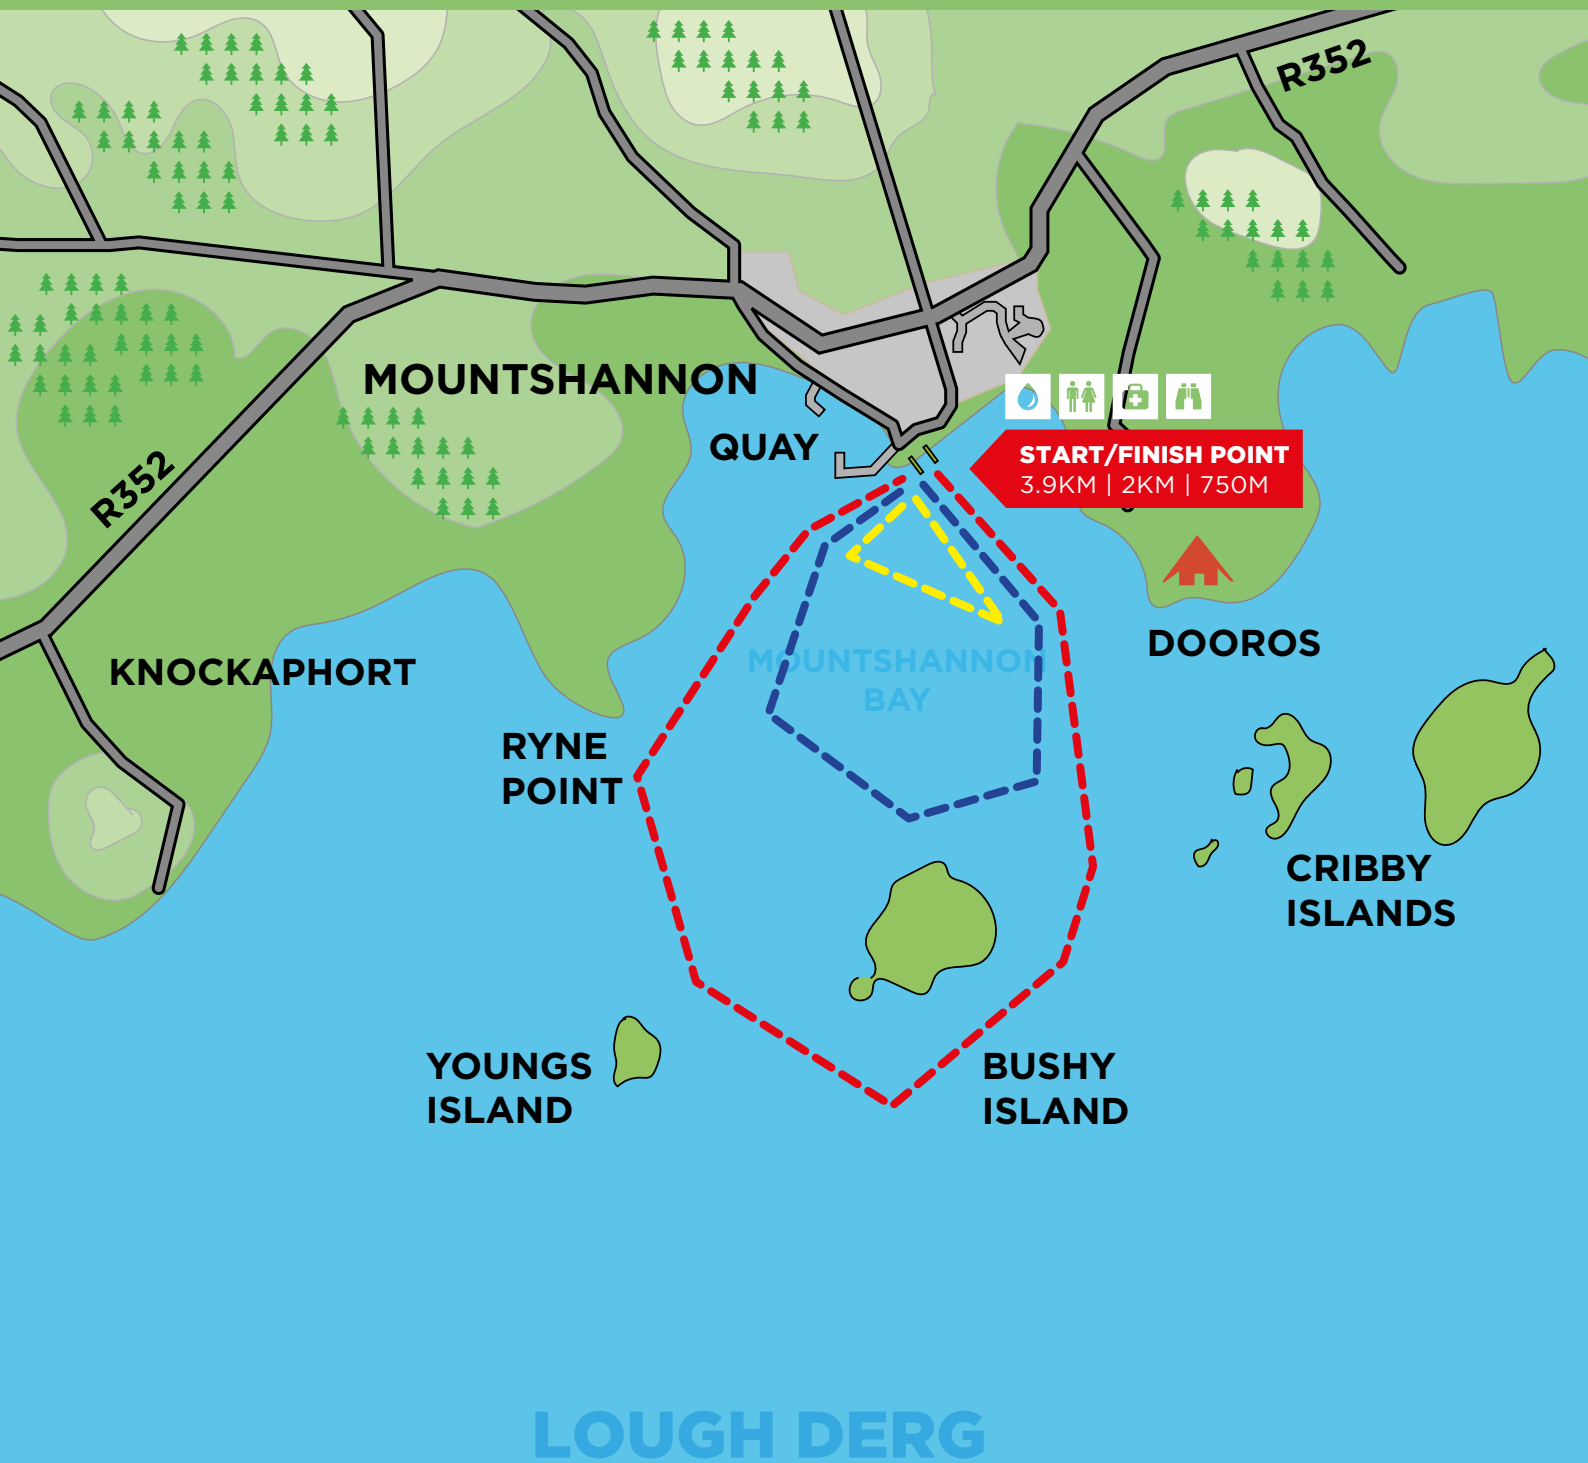 R352
MOUNTSHANNON
QUAY
START/FINISH POINT
3.9KM | 2KM | 750M
R352
KNOCKAPHORT
DOOROS
MOUNTSHANNON
BAY
RYNE
POINT
CRIBBY
ISLANDS
YOUNGS
ISLAND
BUSHY
ISLAND
LOUGH DERG